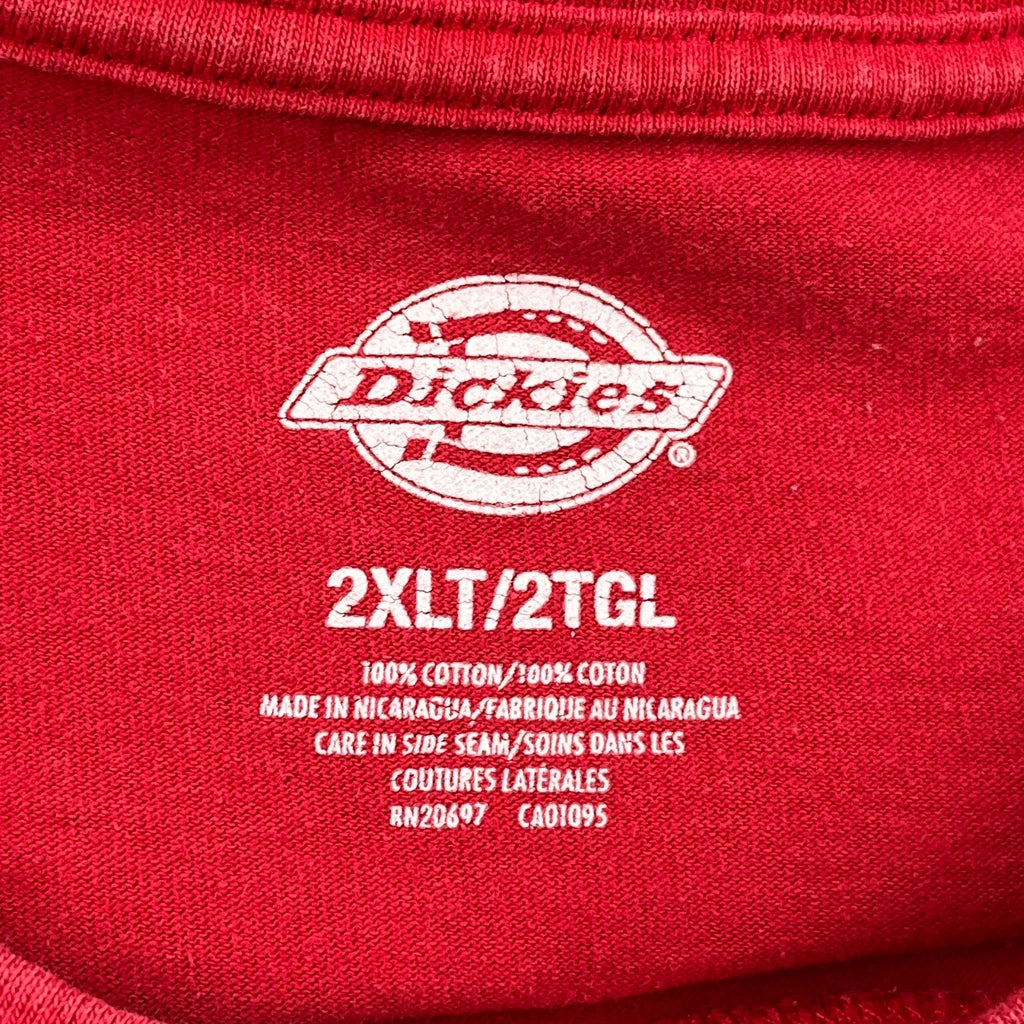 Dickies
®
2XLT/2TGL
100% COTTON/100% COTON
MADE IN NICARAGUA/FABRIQUE AU NICARAGUA
CARE IN SIDE SEAM/SOINS DANS LES
COUTURES LATÉRALES
RN20697 CA01095